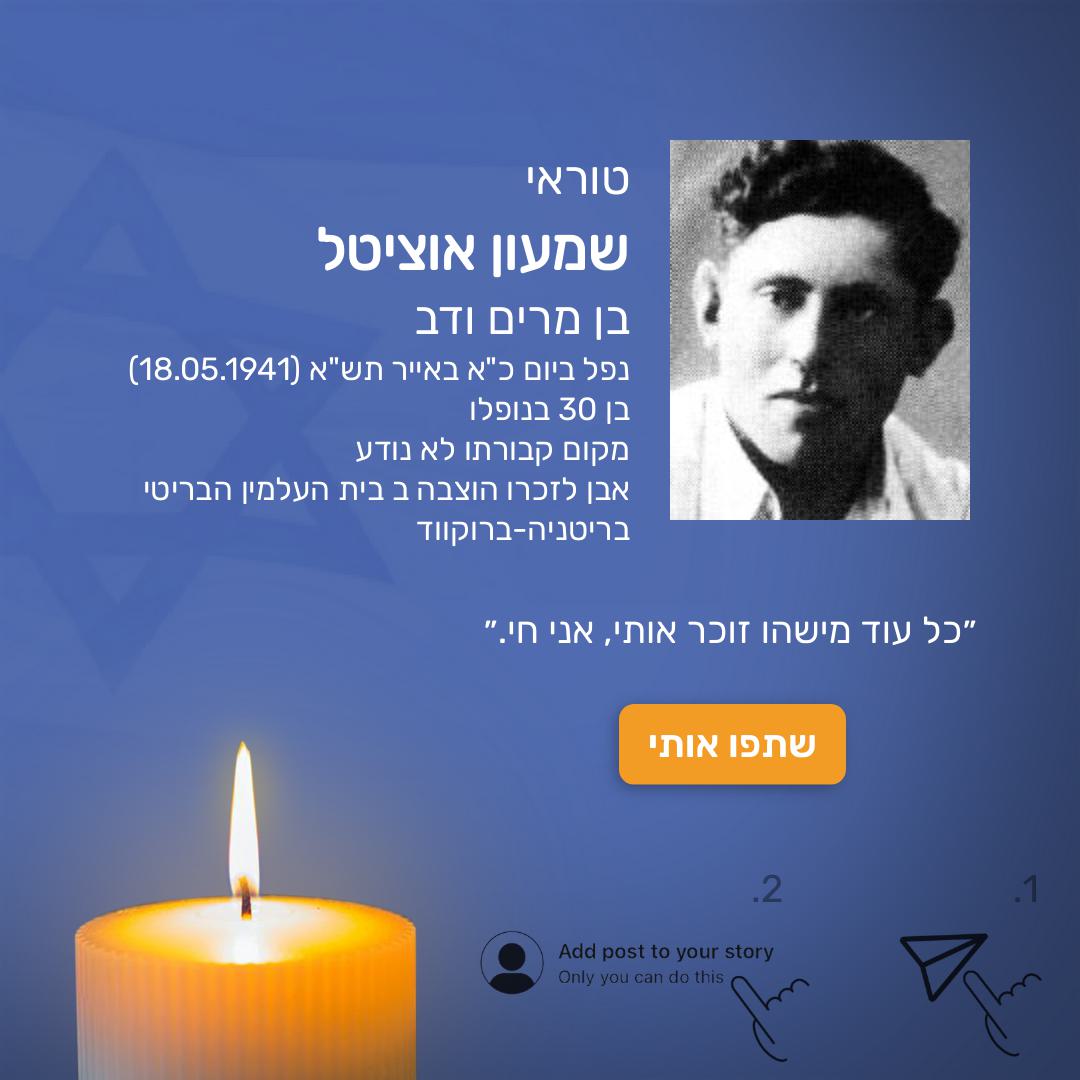 טוראי
שמעון אוציטל
בן מרים ודב
נפל ביום כ"א באייר תש"א (18.05.1941)
בן 30 בנופלו
מקום קבורתו לא נודע
אבן לזכרו הוצבה ב בית העלמין הבריטי
בריטניה-ברוקווד
״כל עוד מישהו זוכר אותי, אני חי.״
שתפו אותי
1.
2.
Add post to your story
Only you can do this